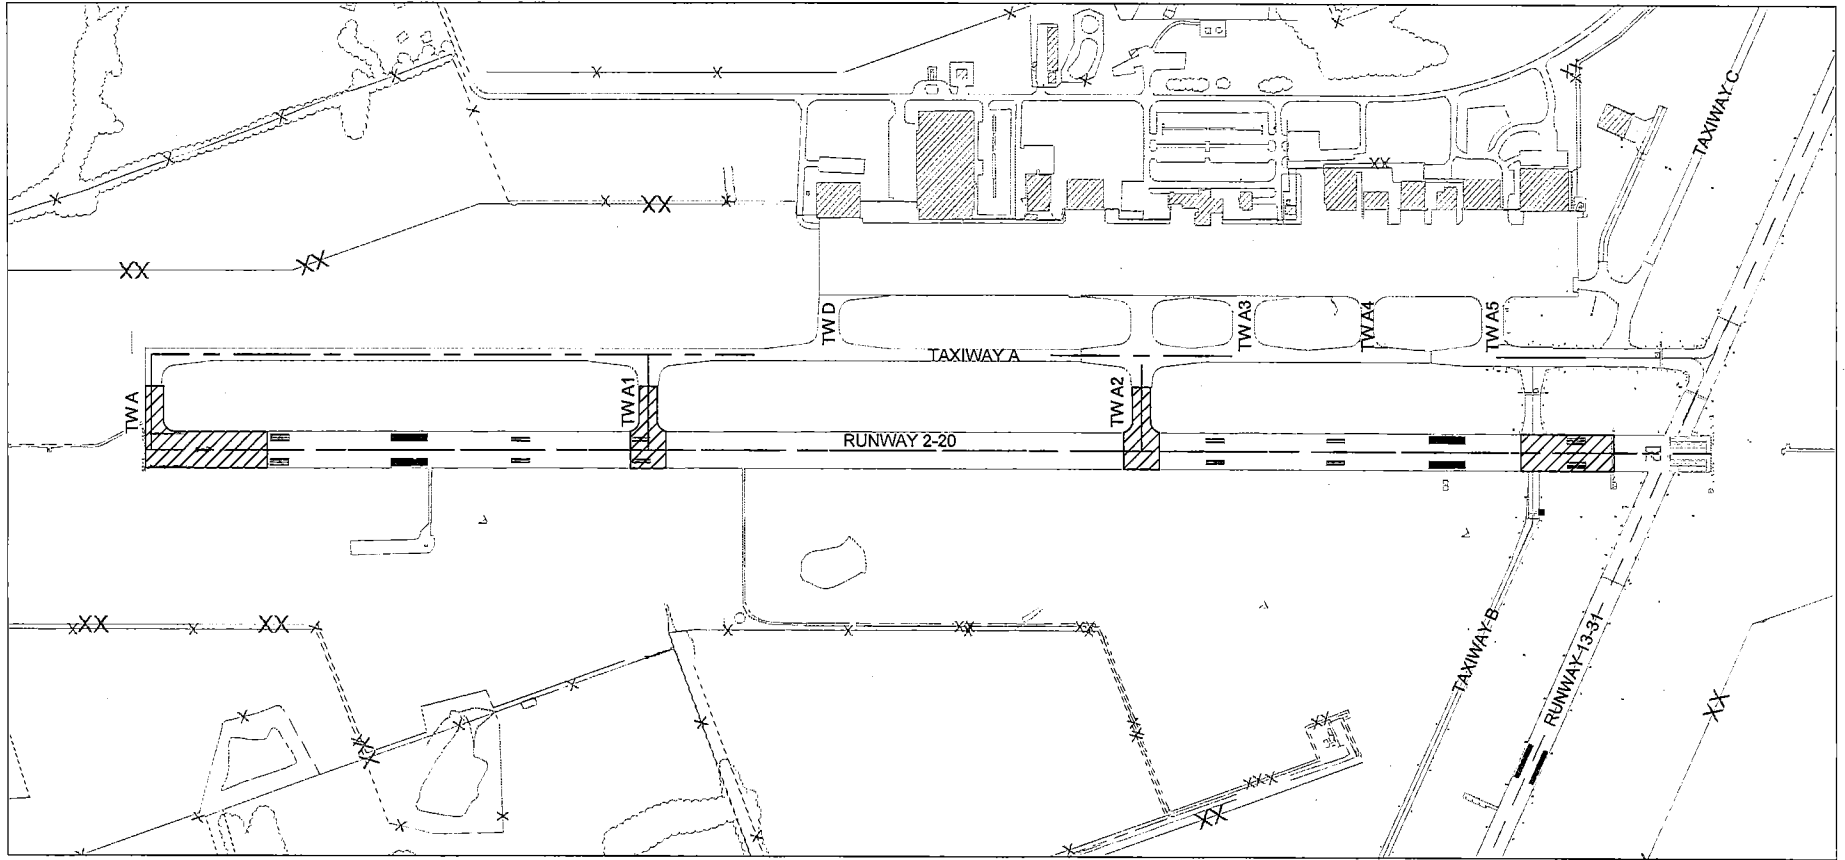 TAXIWAY C
TW D
TW A3
TW A4
TW A5
TAXIWAY A
TW A
TW A1
TW A2
RUNWAY 2-20
20
TAXIWAY B
RUNWAY 13-31